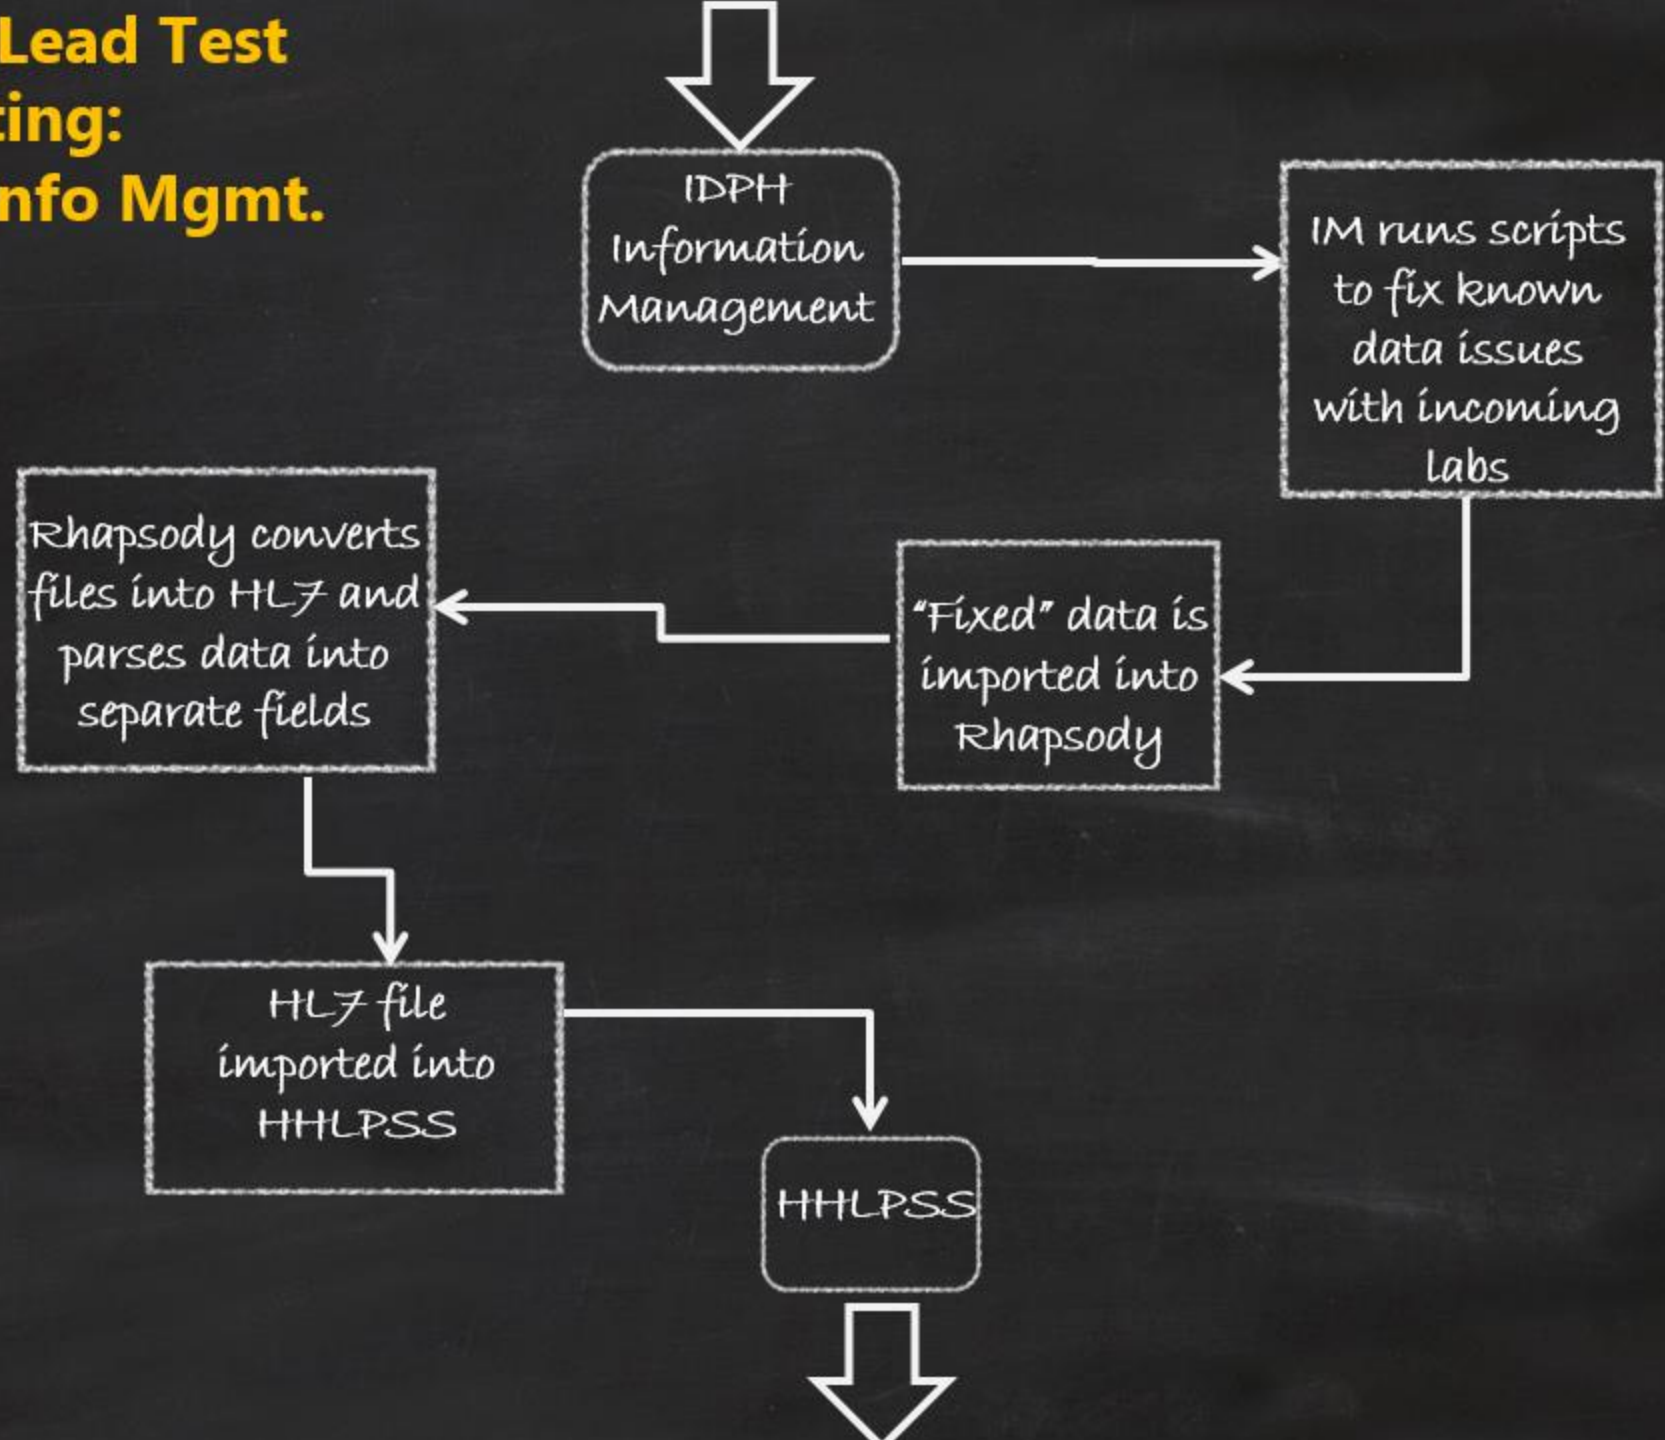 Lead Test
ting:
nfo Mgmt.
IDPH
Information
Management
IM runs scripts
to fix known
data issues
with incoming
labs
"Fixed" data is
imported into
Rhapsody
Rhapsody converts
files into HL7 and
parses data into
separate fields
HL7 file
imported into
HHLPSS
HHLPSS